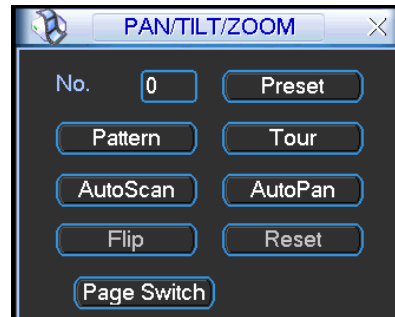 PAN/TILT/ZOOM
No. 0 Preset
Pattern Tour
AutoScan AutoPan
Flip Reset
Page Switch